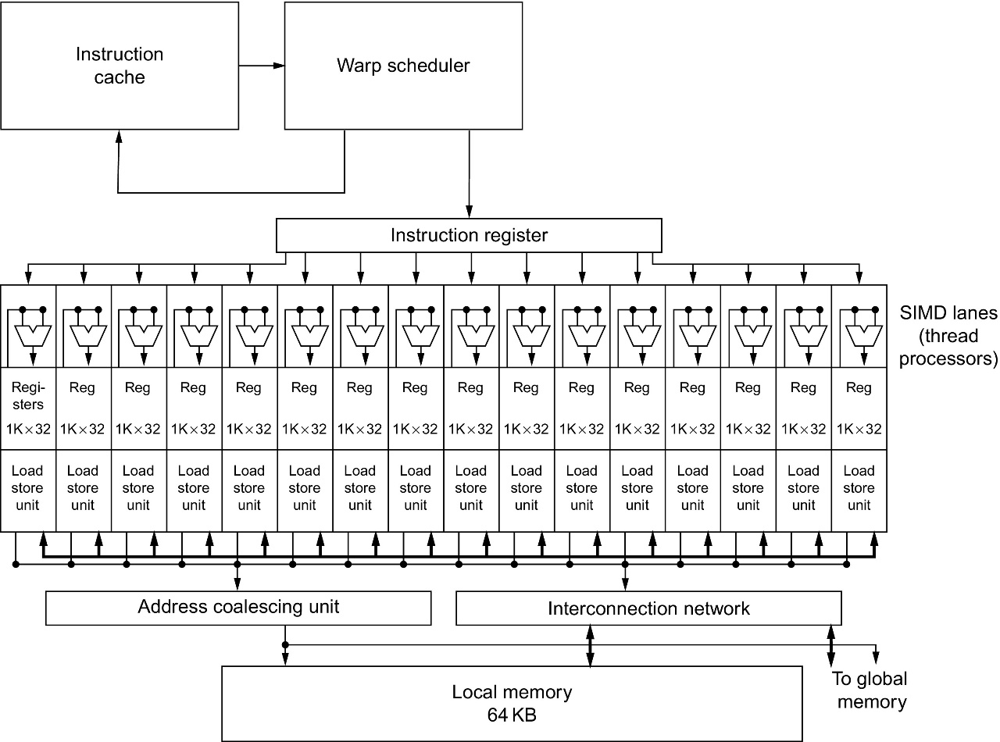 Instruction
cache
Warp scheduler
Instruction register
SIMD lanes
(thread
processors)
Regi-
sters
Reg Reg Reg Reg Reg Reg Reg Reg Reg Reg Reg Reg Reg Reg Reg
1K×32 1K×32 1K×32 1K×32 1K×32 1K×32 1K×32 1K×32 1K×32 1K×32 1K×32 1K×32 1K×32 1K×32 1K×32 1K×32
Load Load Load Load Load Load Load Load Load Load Load Load Load Load Load Load
store store store store store store store store store store store store store store store store
unit unit unit unit unit unit unit unit unit unit unit unit unit unit unit unit
Address coalescing unit
Interconnection network
To global
memory
Local memory
64 KB